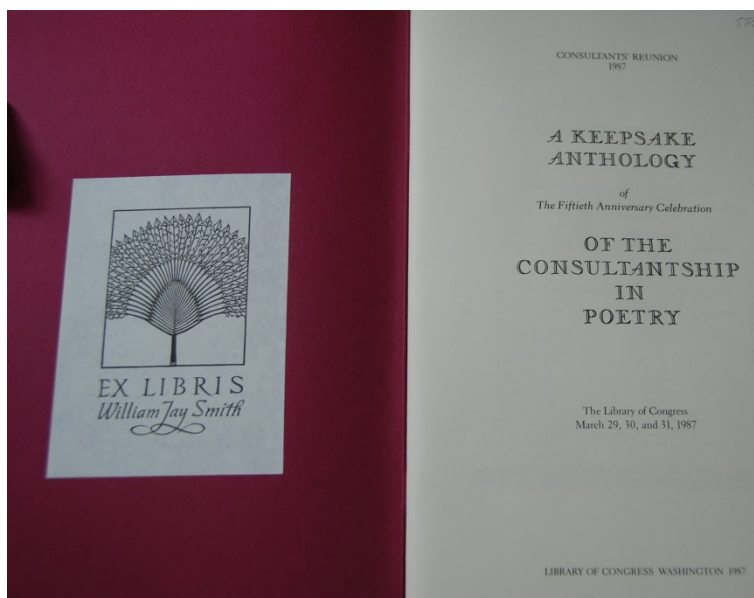 EX LIBRIS
William Jay Smith
CONSULTANTS' REUNION
1987
A KEEPSAKE
ANTHOLOGY
of
The Fiftieth Anniversary Celebration
OF THE
CONSULTANTSHIP
IN
POETRY
The Library of Congress
March 29, 30, and 31, 1987
LIBRARY OF CONGRESS WASHINGTON 1987